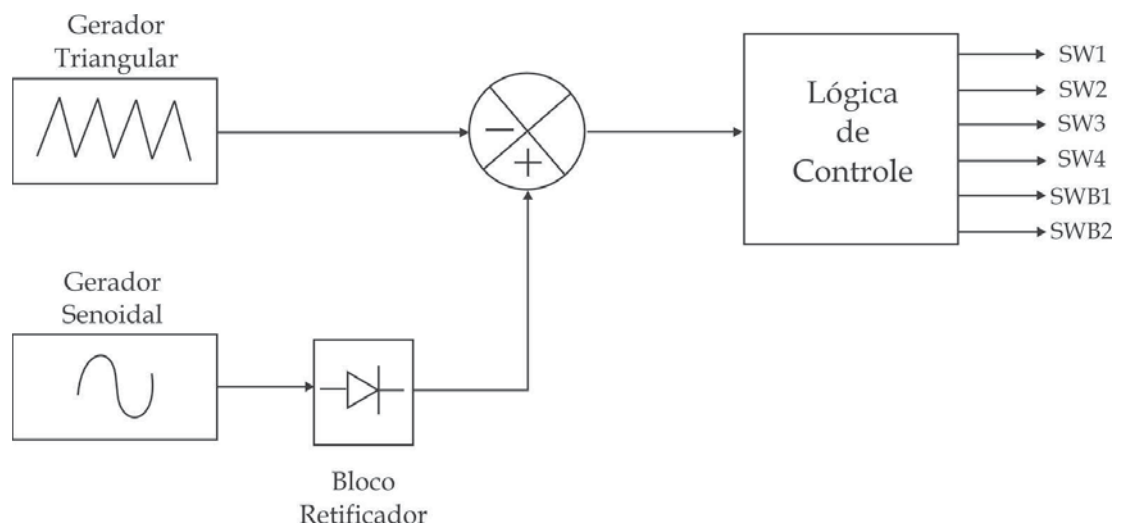 Gerador
Triangular
Lógica
de
Controle
SW1
SW2
SW3
SW4
SWB1
SWB2
Gerador
Senoidal
Bloco
Retificador